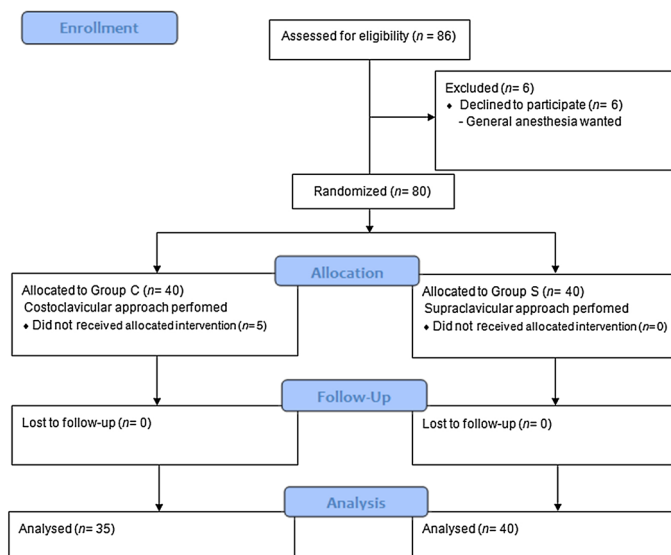 Enrollment
Assessed for eligibility (n = 86)
Excluded (n= 6)
♦ Declined to participate (n= 6)
- General anesthesia wanted
Randomized (n= 80)
Allocation
Allocated to Group C (n= 40)
Costoclavicular approach perfomed
♦ Did not received allocated intervention (n= 5)
Allocated to Group S (n= 40)
Supraclavicular approach perfomed
♦ Did not received allocated intervention (n=0)
Follow-Up
Lost to follow-up (n= 0)
Lost to follow-up (n= 0)
Analysis
Analysed (n= 35)
Analysed (n= 40)